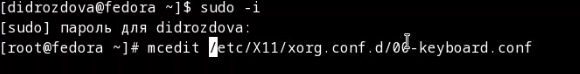 [didrozdova@fedora ~]$ sudo -i
[sudo] пароль для didrozdova:
[root@fedora ~]# mcedit /etc/X11/xorg.conf.d/00-keyboard.conf